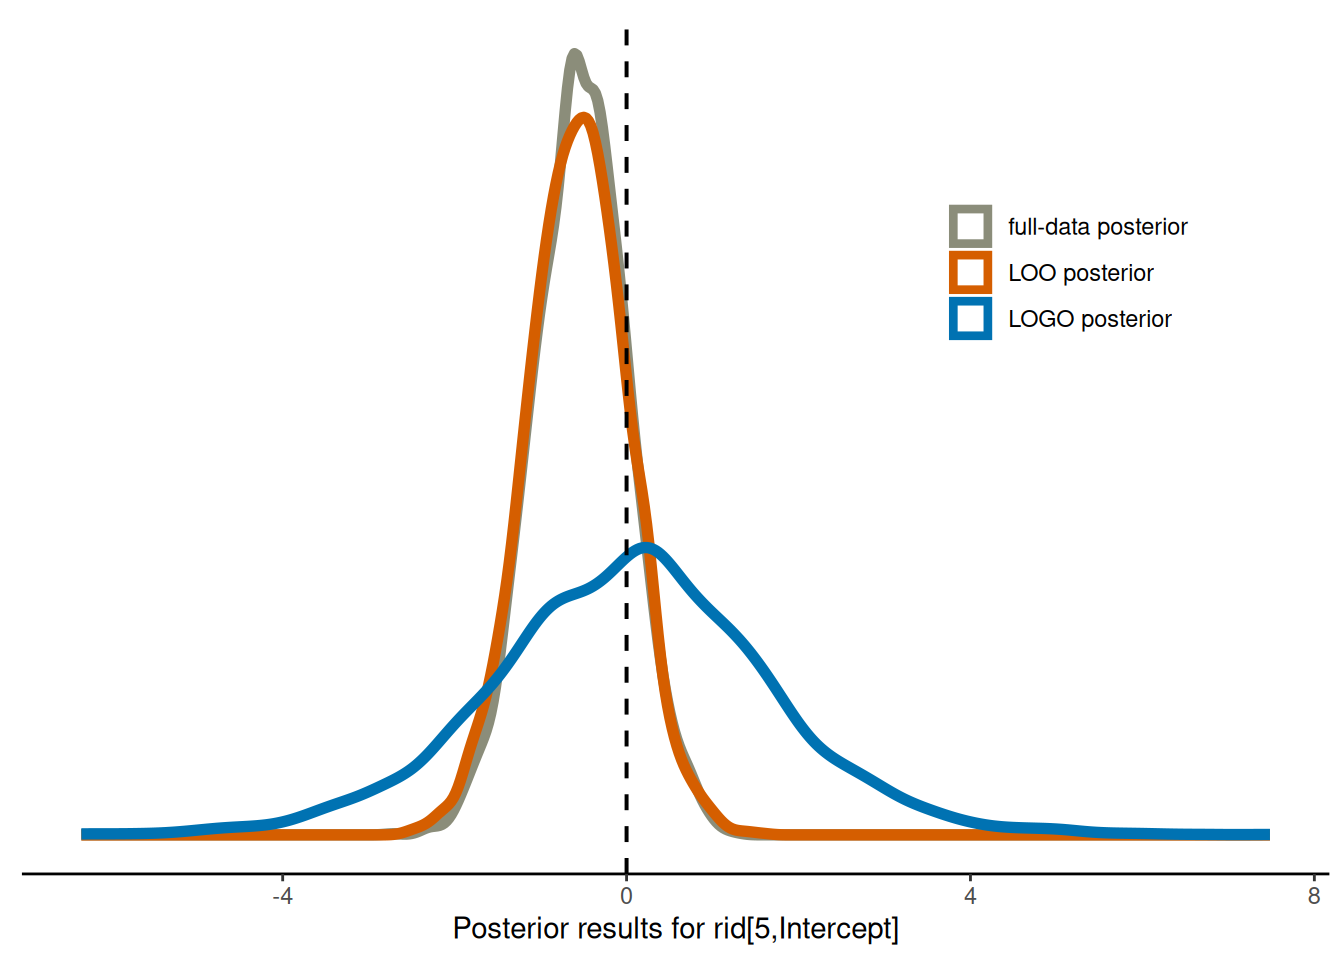 full-data posterior
LOO posterior
LOGO posterior
-4 0 4 8
Posterior results for rid[5,Intercept]